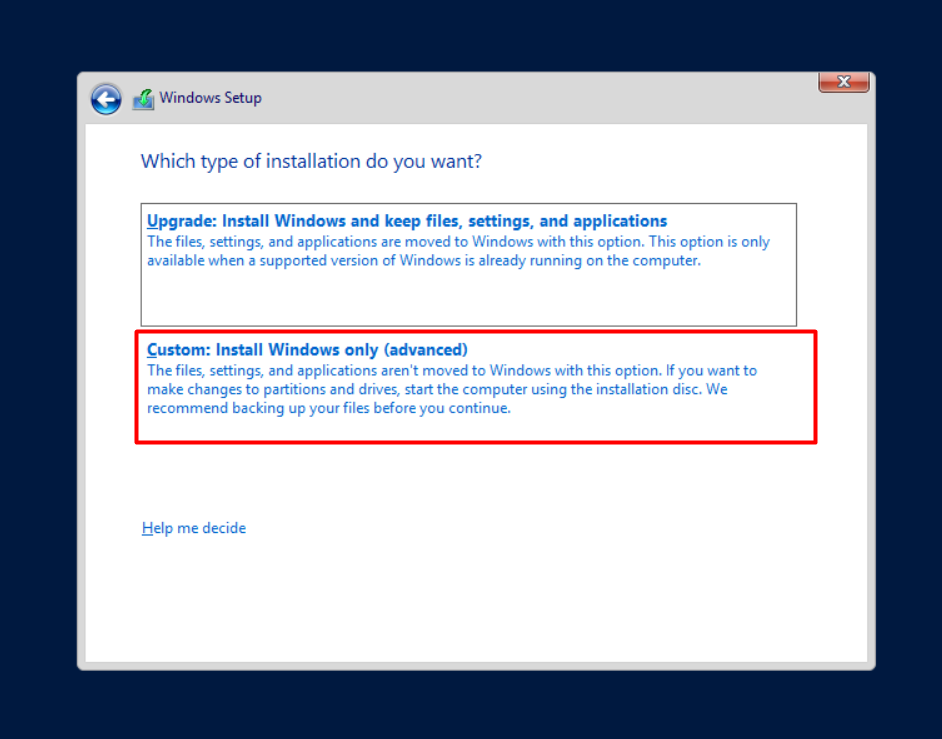 Windows Setup
Which type of installation do you want?
Upgrade: Install Windows and keep files, settings, and applications
The files, settings, and applications are moved to Windows with this option. This option is only
available when a supported version of Windows is already running on the computer.
Custom: Install Windows only (advanced)
The files, settings, and applications aren't moved to Windows with this option. If you want to
make changes to partitions and drives, start the computer using the installation disc. We
recommend backing up your files before you continue.
Help me decide